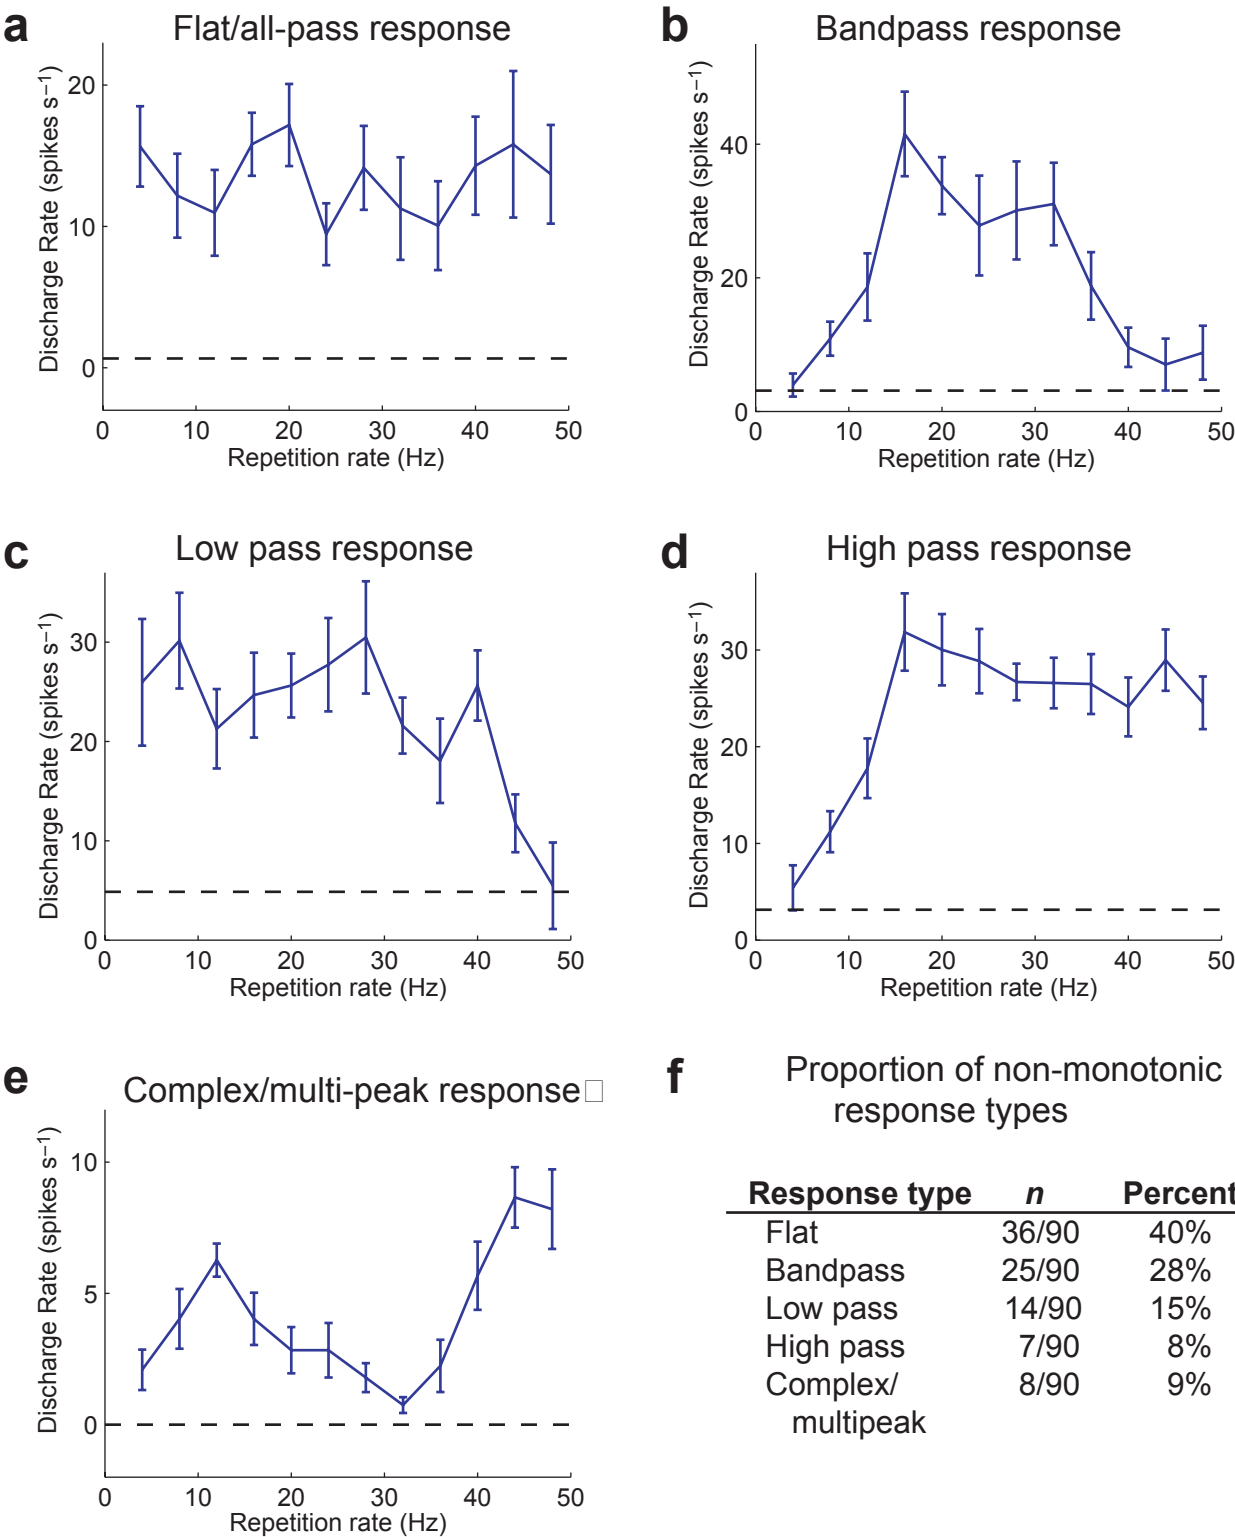 a
Flat/all-pass response
Discharge Rate (spikes s−1)
20
10
0
0 10 20 30 40 50
Repetition rate (Hz)
b
Bandpass response
Discharge Rate (spikes s−1)
40
20
0
0 10 20 30 40 50
Repetition rate (Hz)
c
Low pass response
Discharge Rate (spikes s−1)
30
20
10
0
0 10 20 30 40 50
Repetition rate (Hz)
d
High pass response
Discharge Rate (spikes s−1)
30
20
10
0
0 10 20 30 40 50
Repetition rate (Hz)
e
Complex/multi-peak response
Discharge Rate (spikes s−1)
10
5
0
0 10 20 30 40 50
Repetition rate (Hz)
f
Proportion of non-monotonic
response types
Response type n Percent
Flat 36/90 40%
Bandpass 25/90 28%
Low pass 14/90 15%
High pass 7/90 8%
Complex/ 8/90 9%
multipeak